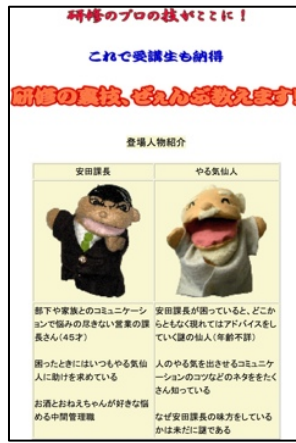 研修のプロの技がここに！
これで受講生も納得
研修の裏技、ぜぇんぶ教えます!
登場人物紹介
安田課長
やる気仙人
部下や家族とのコミュニケーシ
ョンで悩みの尽きない営業の課
長さん(45才)
困ったときにはいつもやる気仙
人に助けを求めている
お酒とおねえちゃんが好きな悩
める中間管理職
安田課長が困っていると、どこか
らともなく現れてはアドバイスをし
ていく謎の仙人(年齢不詳)
人のやる気を出させるコミュニケ
ーションのコツなどのネタをたく
さん知っている
なぜ安田課長の味方をしている
かは未だに謎である